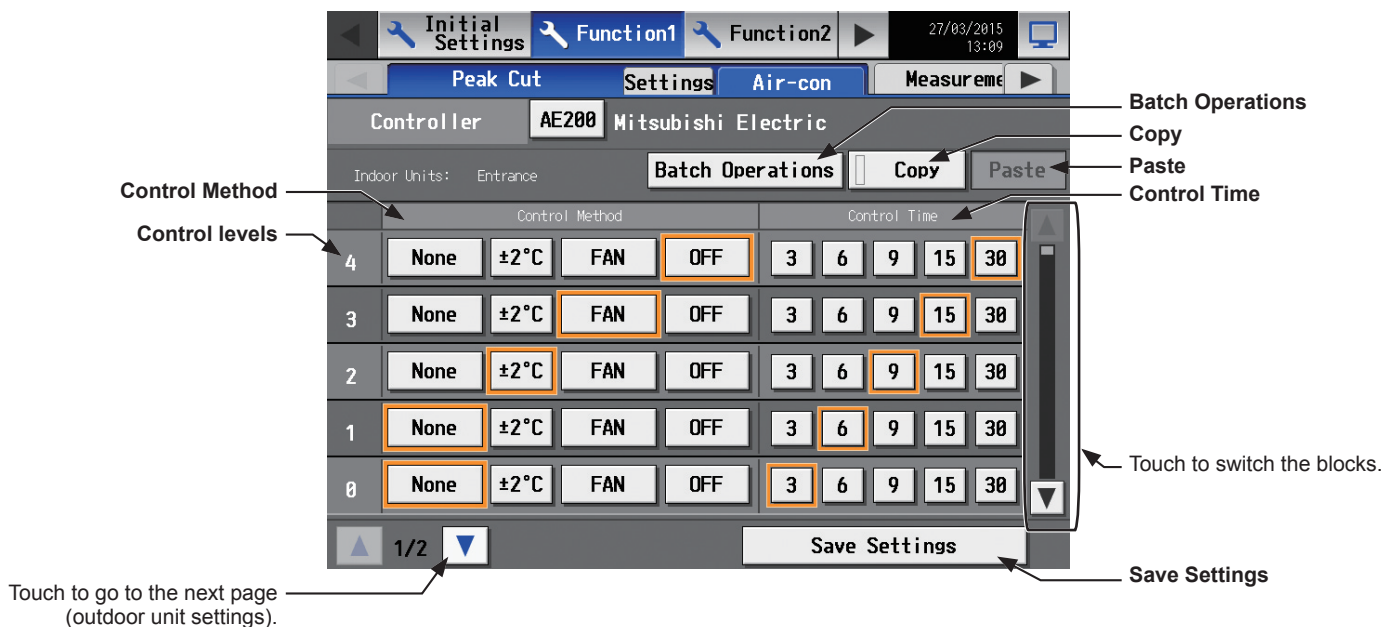 Initial Settings Function1 Function2 27/03/2015 13:09
Peak Cut Settings Air-con Measureme
Controller AE200 Mitsubishi Electric
Indoor Units: Entrance Batch Operations Copy Paste
Control Method Control Time
4 None ±2°C FAN OFF 3 6 9 15 30
3 None ±2°C FAN OFF 3 6 9 15 30
2 None ±2°C FAN OFF 3 6 9 15 30
1 None ±2°C FAN OFF 3 6 9 15 30
0 None ±2°C FAN OFF 3 6 9 15 30
1/2 Save Settings
Control Method
Control levels
Touch to go to the next page
(outdoor unit settings).
Batch Operations
Copy
Paste
Control Time
Touch to switch the blocks.
Save Settings